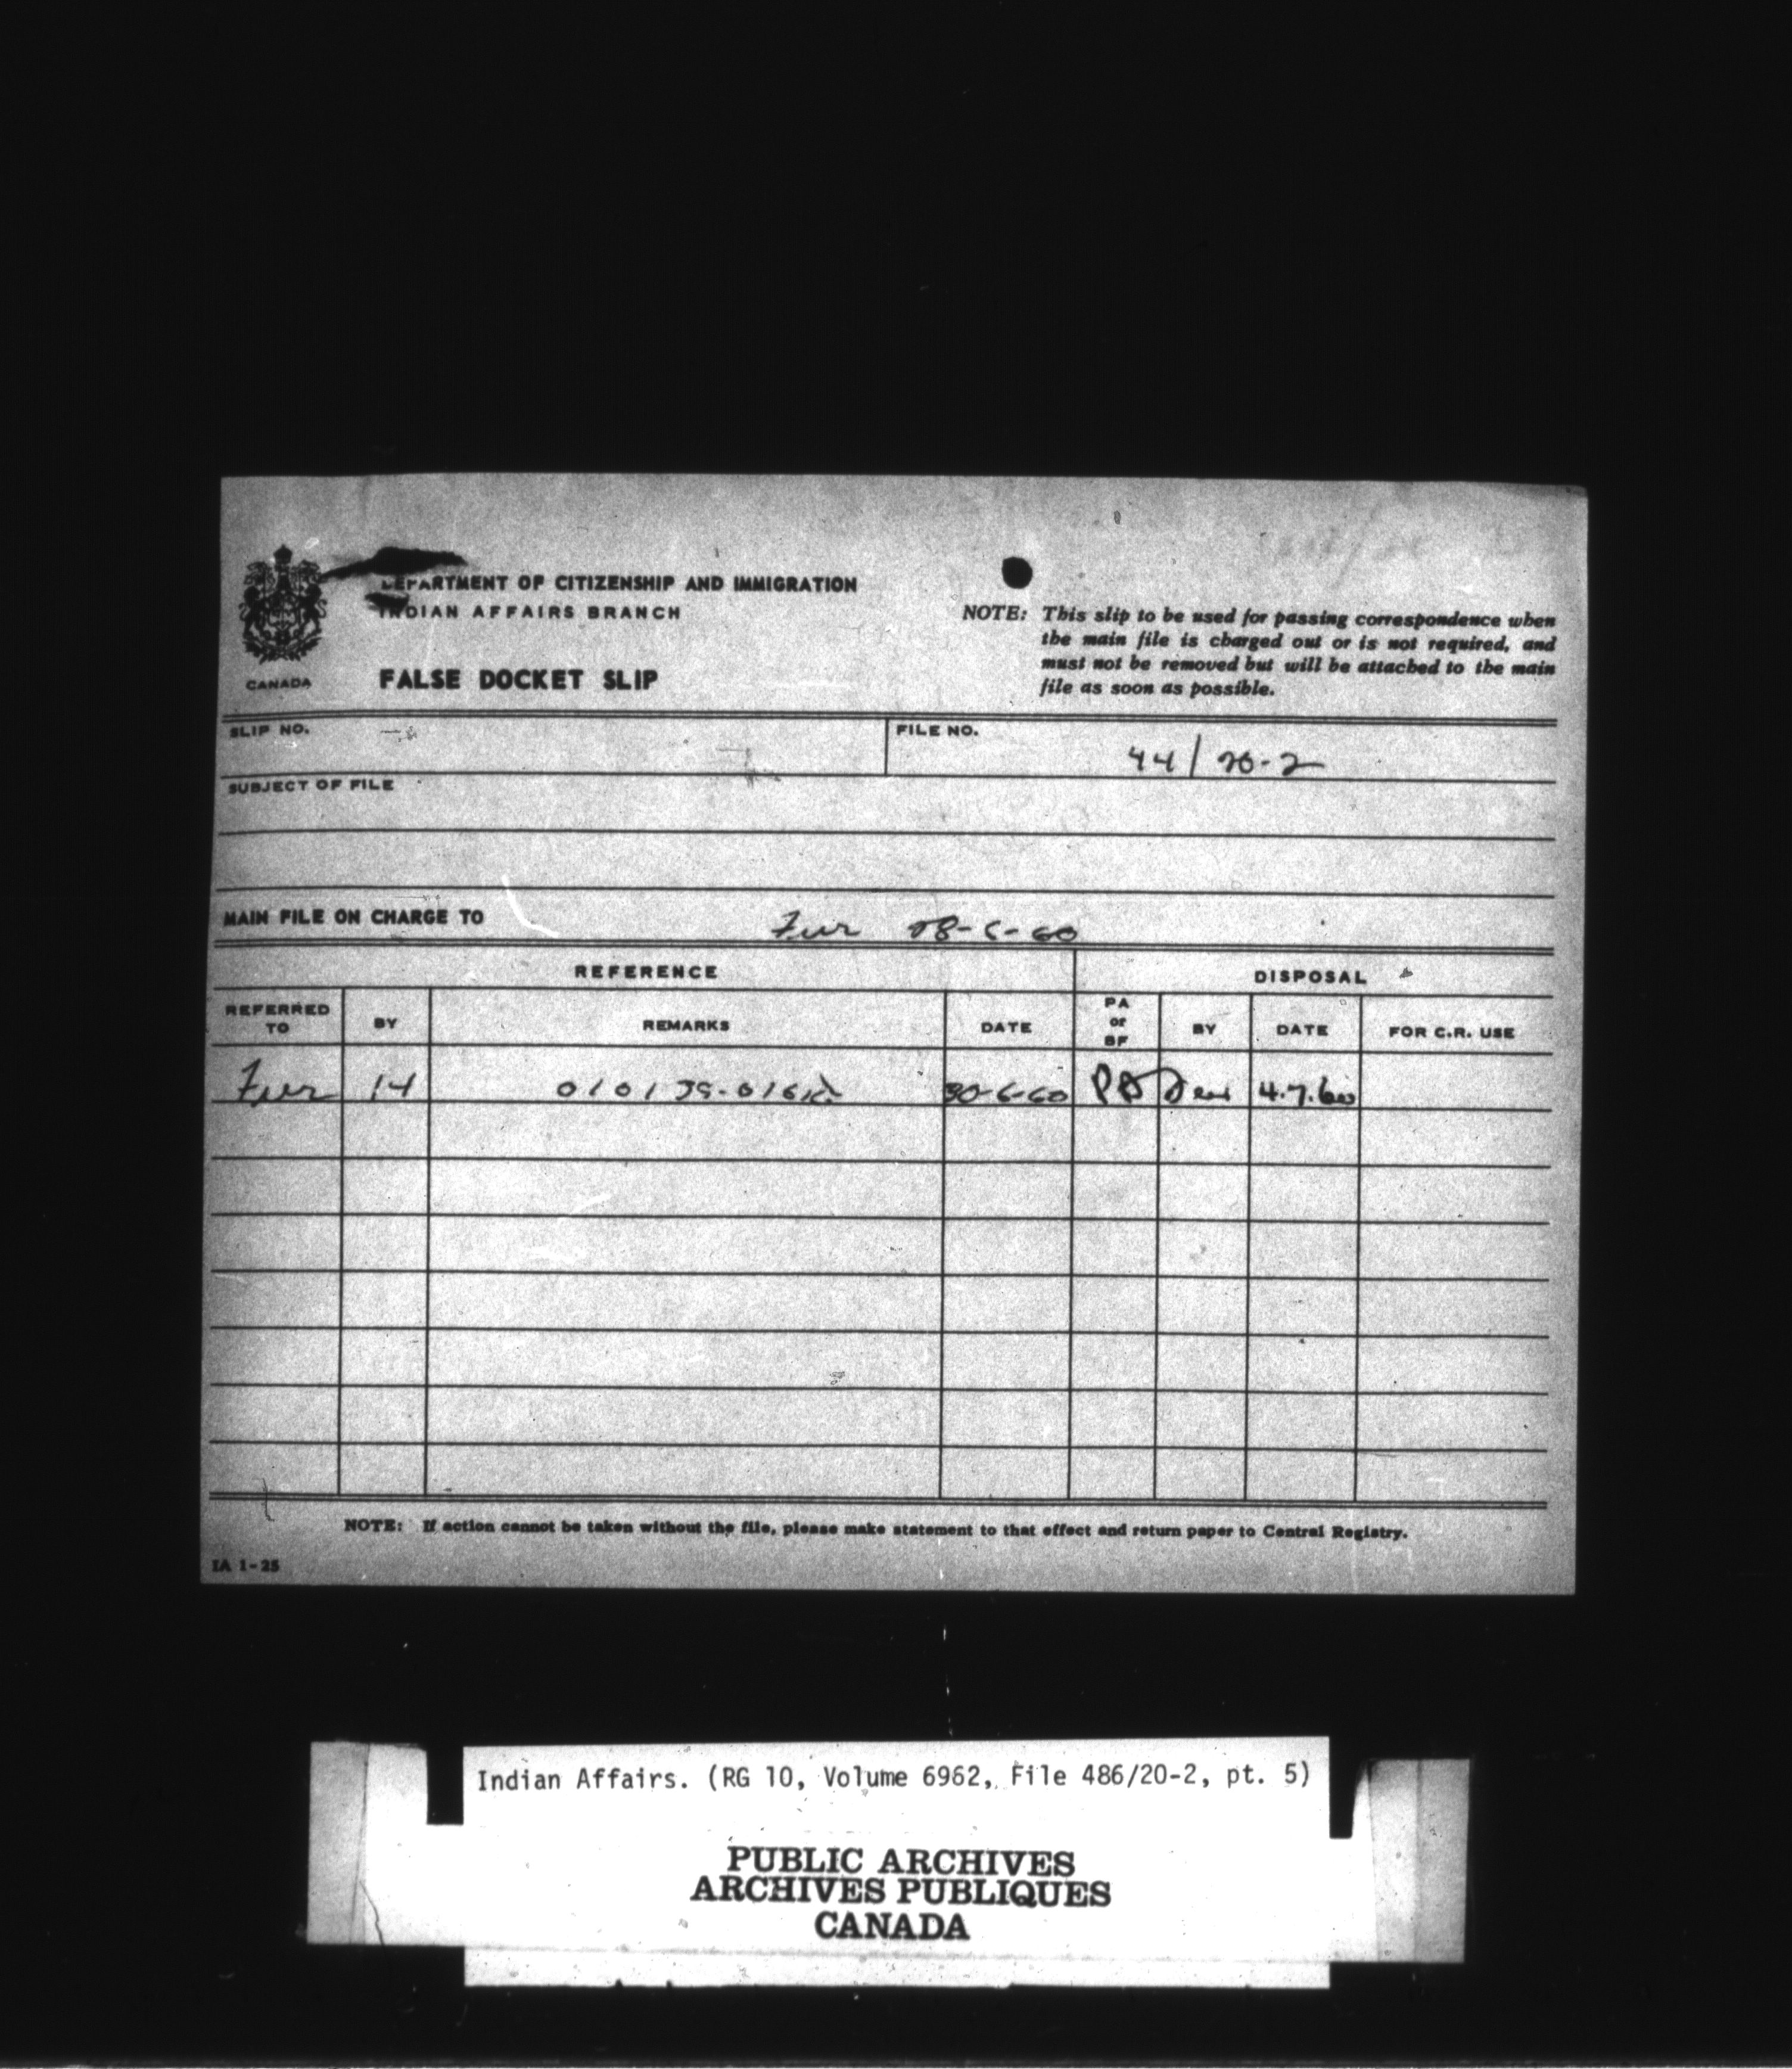 DEPARTMENT OF CITIZENSHIP AND IMMIGRATION
INDIAN AFFAIRS BRANCH
CANADA
FALSE DOCKET SLIP
NOTE: This slip to be used for passing correspondence when
the main file is charged out or is not required, and
must not be removed but will be attached to the main
file as soon as possible.
SLIP NO.
FILE NO. 44/20-2
SUBJECT OF FILE
MAIN FILE ON CHARGE TO Fur 28-6-60
REFERENCE DISPOSAL
REFERRED TO BY REMARKS DATE PA or BF BY DATE FOR C.R. USE
Fur 14 30-6-60 PA 4.7.60
NOTE: If action cannot be taken without the file, please make statement to that effect and return paper to Central Registry.
IA 1-25
Indian Affairs. (RG 10, Volume 6962, File 486/20-2, pt. 5)
PUBLIC ARCHIVES
ARCHIVES PUBLIQUES
CANADA